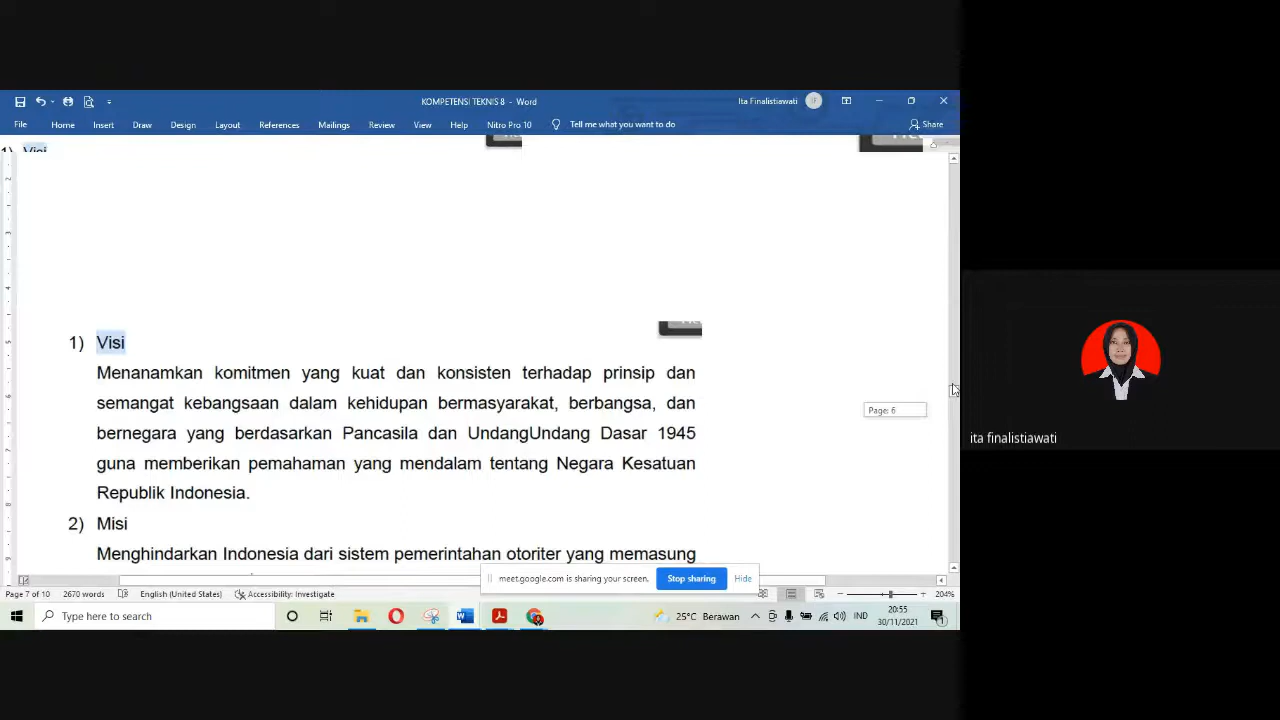 KOMPETENSI TEKNIS 8 - Word
Ita Finalistiawati
File Home Insert Draw Design Layout References Mailings Review View Help Nitro Pro 10 Tell me what you want to do Share
1) Visi
1) Visi
Menanamkan komitmen yang kuat dan konsisten terhadap prinsip dan
semangat kebangsaan dalam kehidupan bermasyarakat, berbangsa, dan
bernegara yang berdasarkan Pancasila dan UndangUndang Dasar 1945
guna memberikan pemahaman yang mendalam tentang Negara Kesatuan
Republik Indonesia.
2) Misi
Menghindarkan Indonesia dari sistem pemerintahan otoriter yang memasung
Page: 6
ita finalistiawati
meet.google.com is sharing your screen. Stop sharing Hide
Page 7 of 10 2670 words English (United States) Accessibility: Investigate 204%
Type here to search
25°C Berawan IND 20:55
30/11/2021